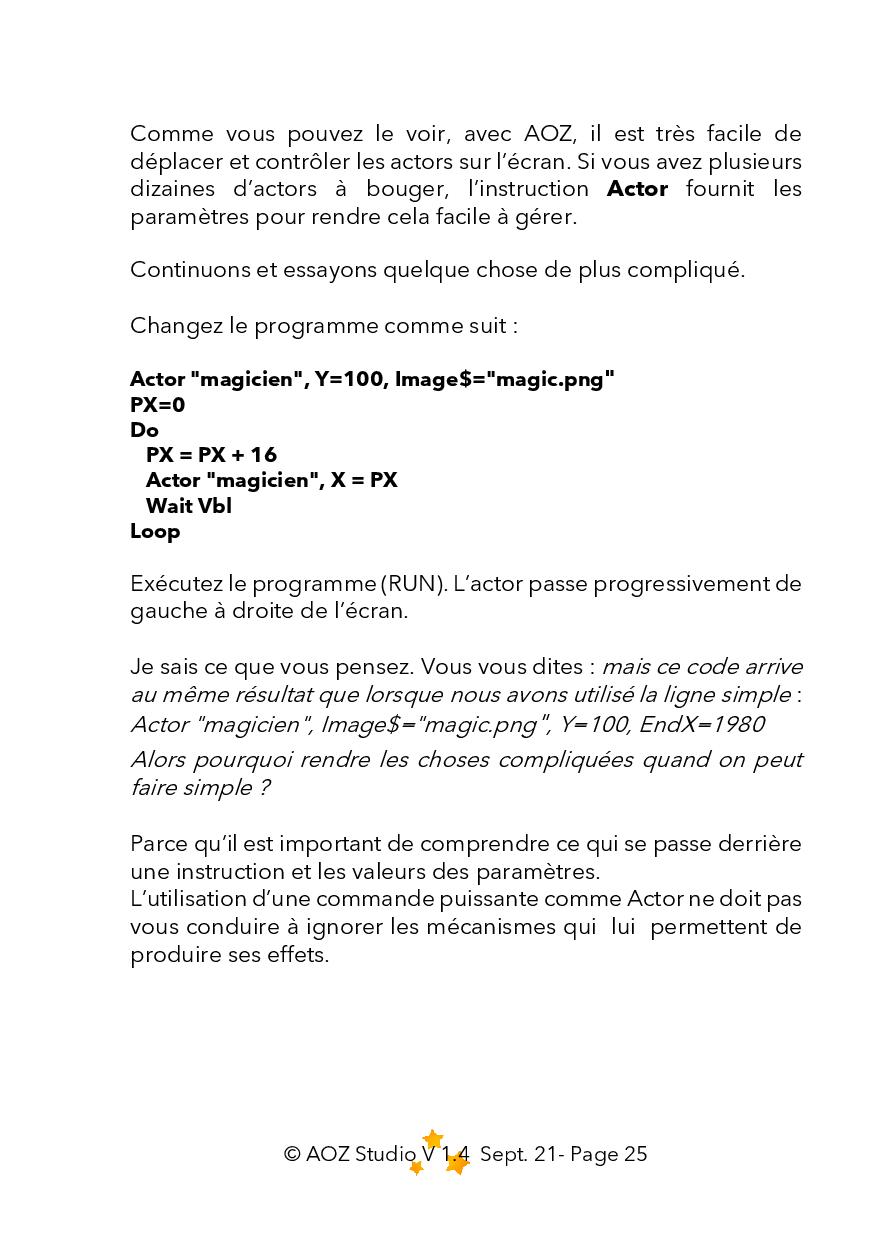 Comme vous pouvez le voir, avec AOZ, il est très facile de
déplacer et contrôler les actors sur l’écran. Si vous avez plusieurs
dizaines d’actors à bouger, l’instruction Actor fournit les
paramètres pour rendre cela facile à gérer.
Continuons et essayons quelque chose de plus compliqué.
Changez le programme comme suit :
Actor "magicien", Y=100, Image$="magic.png"
PX=0
Do
PX = PX + 16
Actor "magicien", X = PX
Wait Vbl
Loop
Exécutez le programme (RUN). L’actor passe progressivement de
gauche à droite de l’écran.
Je sais ce que vous pensez. Vous vous dites : mais ce code arrive
au même résultat que lorsque nous avons utilisé la ligne simple :
Actor "magicien", Image$="magic.png", Y=100, EndX=1980
Alors pourquoi rendre les choses compliquées quand on peut
faire simple ?
Parce qu’il est important de comprendre ce qui se passe derrière
une instruction et les valeurs des paramètres.
L’utilisation d’une commande puissante comme Actor ne doit pas
vous conduire à ignorer les mécanismes qui lui permettent de
produire ses effets.
© AOZ Studio V 1.4 Sept. 21- Page 25